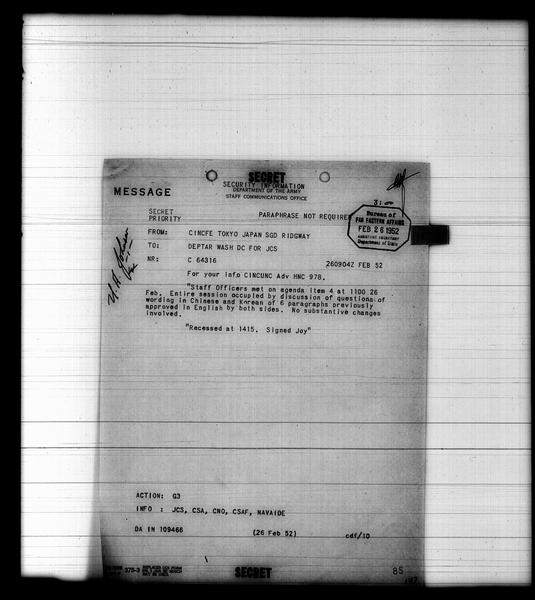 SECRET
SECURITY INFORMATION
DEPARTMENT OF THE ARMY
STAFF COMMUNICATIONS OFFICE
MESSAGE
SECRET
PRIORITY
PARAPHRASE NOT REQUIRED
Bureau of
FAR EASTERN AFFAIRS
FEB 26 1952
Department of State
FROM: CINCFE TOKYO JAPAN SGD RIDGWAY
TO: DEPTAR WASH DC FOR JCS
NR: C 64316 260904Z FEB 52
For your info CINCUNC Adv HNC 978.
"Staff Officers met on agenda item 4 at 1100 26
Feb. Entire session occupied by discussion of questions of
wording in Chinese and Korean of 6 paragraphs previously
approved in English by both sides. No substantive changes
involved.
"Recessed at 1415. Signed Joy"
ACTION: G3
INFO : JCS, CSA, CNO, CSAF, NAVAIDE
DA IN 109466 (26 Feb 52) cdf/10
375-3
SECRET
85